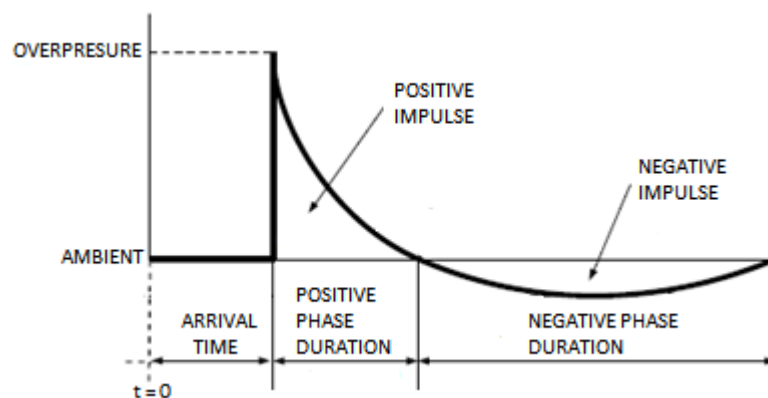 OVERPRESURE
POSITIVE
IMPULSE
NEGATIVE
IMPULSE
AMBIENT
ARRIVAL
TIME
POSITIVE
PHASE
DURATION
NEGATIVE PHASE
DURATION
t = 0